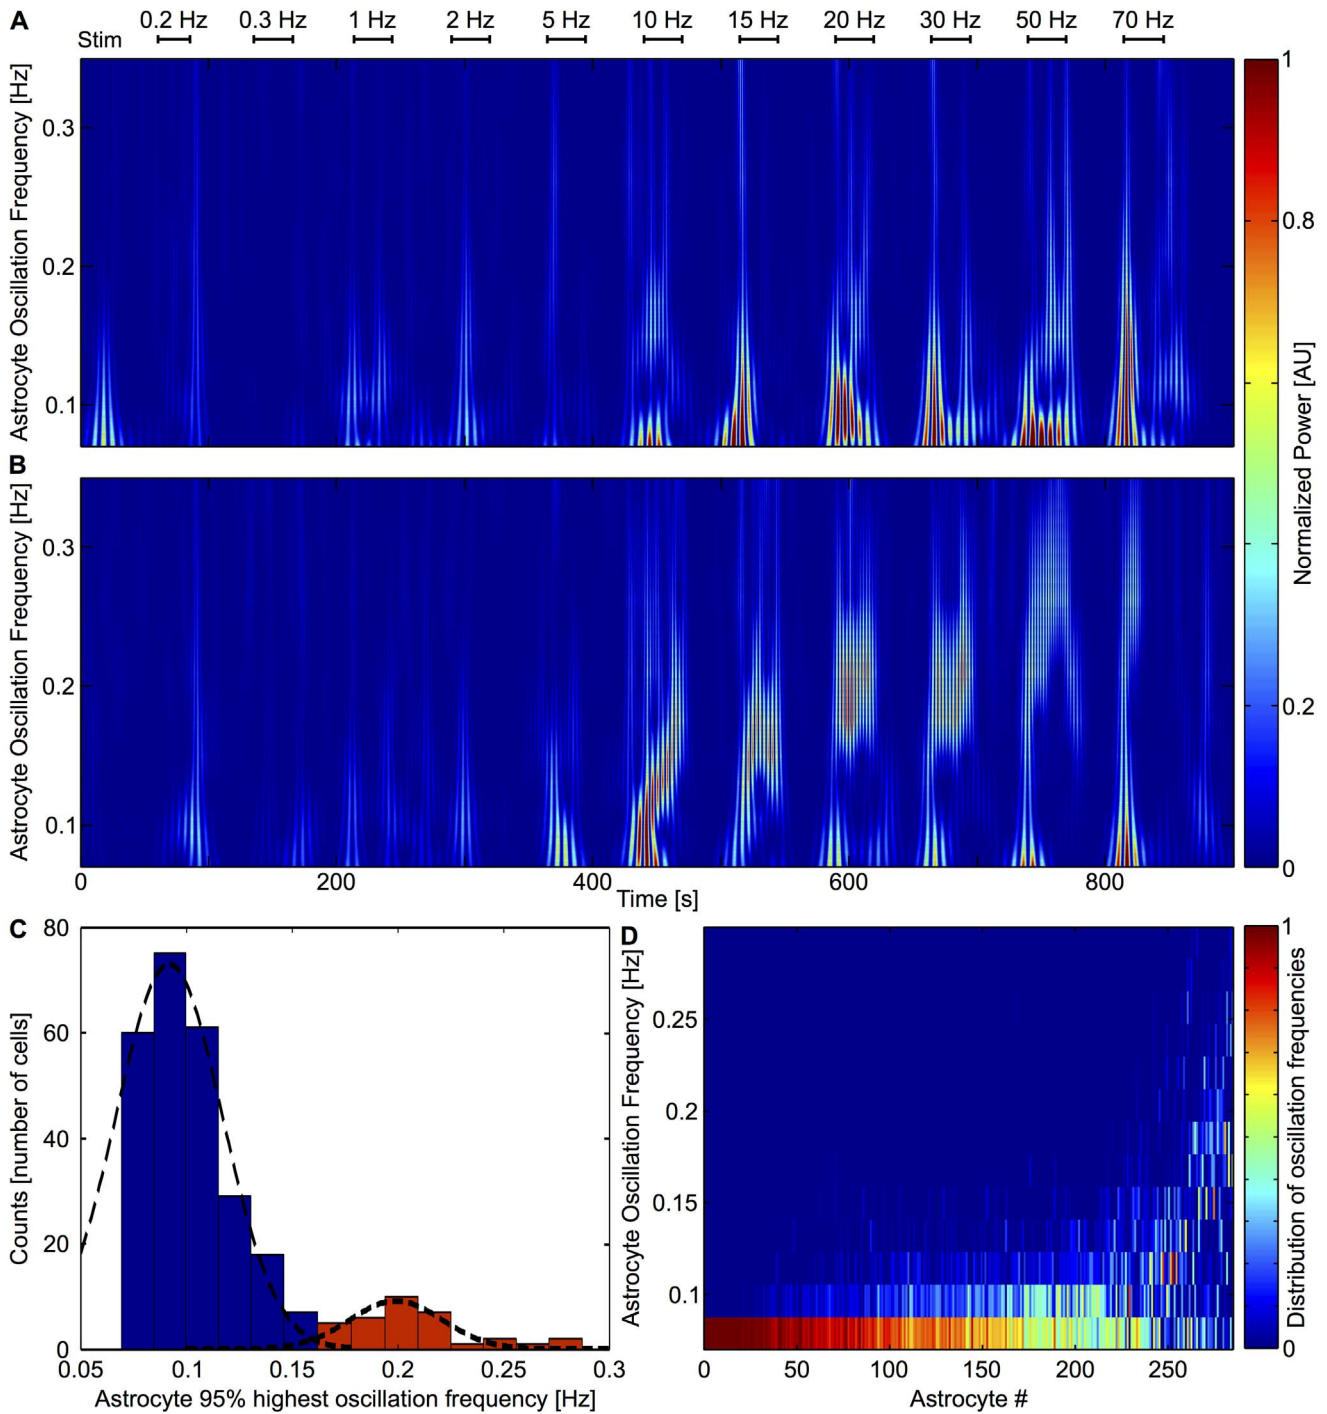 A
0.2 Hz 0.3 Hz 1 Hz 2 Hz 5 Hz 10 Hz 15 Hz 20 Hz 30 Hz 50 Hz 70 Hz
Stim
Astrocyte Oscillation Frequency [Hz]
0.3
0.2
0.1
B
Astrocyte Oscillation Frequency [Hz]
0.3
0.2
0.1
0 200 400 600 800
Time [s]
1
0.8
0.2
0
Normalized Power [AU]
C
Counts [number of cells]
80
60
40
20
0
0.05 0.1 0.15 0.2 0.25 0.3
Astrocyte 95% highest oscillation frequency [Hz]
D
Astrocyte Oscillation Frequency [Hz]
0.25
0.2
0.15
0.1
0 50 100 150 200 250
Astrocyte #
1
0
Distribution of oscillation frequencies